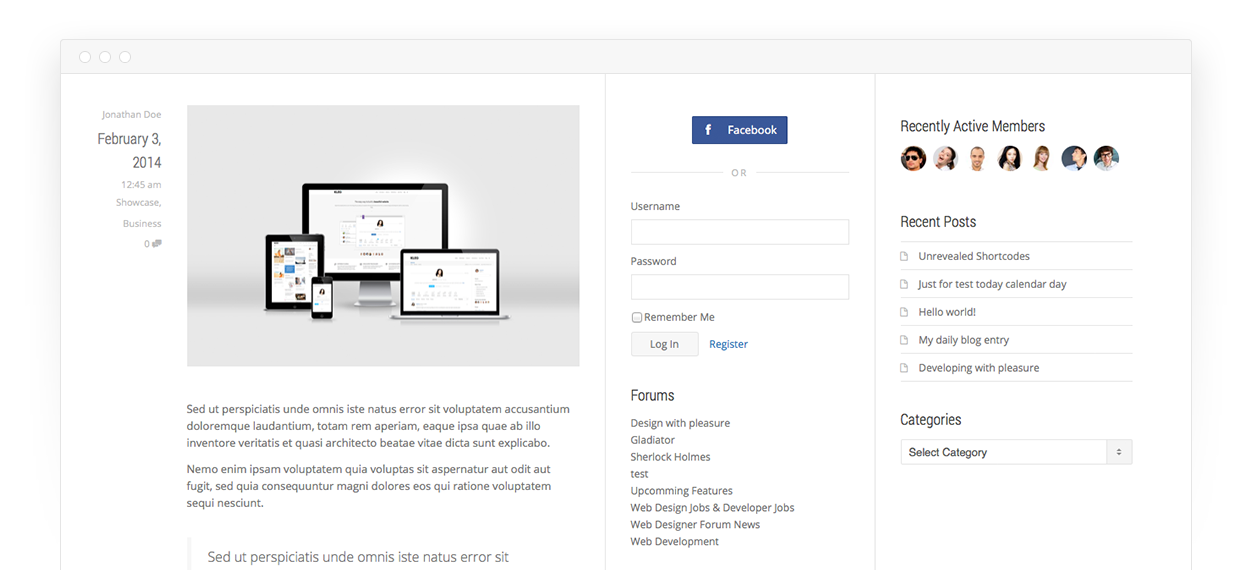 Jonathan Doe
February 3,
2014
12:45 am
Showcase,
Business
0
Sed ut perspiciatis unde omnis iste natus error sit voluptatem accusantium
doloremque laudantium, totam rem aperiam, eaque ipsa quae ab illo
inventore veritatis et quasi architecto beatae vitae dicta sunt explicabo.
Nemo enim ipsam voluptatem quia voluptas sit aspernatur aut odit aut
fugit, sed quia consequuntur magni dolores eos qui ratione voluptatem
sequi nesciunt.
Sed ut perspiciatis unde omnis iste natus error sit
f Facebook
OR
Username
Password
Remember Me
Log In Register
Forums
Design with pleasure
Gladiator
Sherlock Holmes
test
Upcomming Features
Web Design Jobs & Developer Jobs
Web Designer Forum News
Web Development
Recently Active Members
Recent Posts
Unrevealed Shortcodes
Just for test today calendar day
Hello world!
My daily blog entry
Developing with pleasure
Categories
Select Category